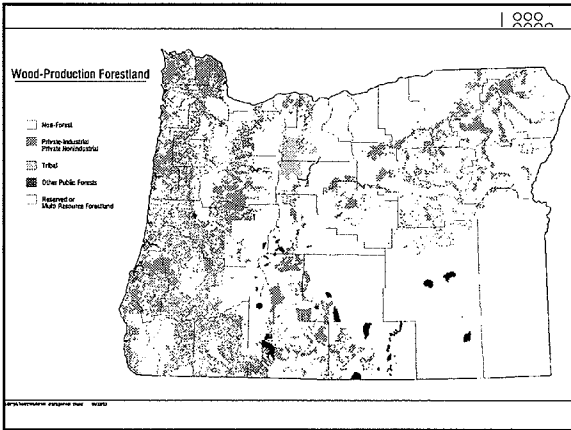 Wood-Production Forestland
Non-Forest
Private-Industrial
Private Nonindustrial
Tribal
Other Public Forests
Reserved or
Multi Resource Forestland